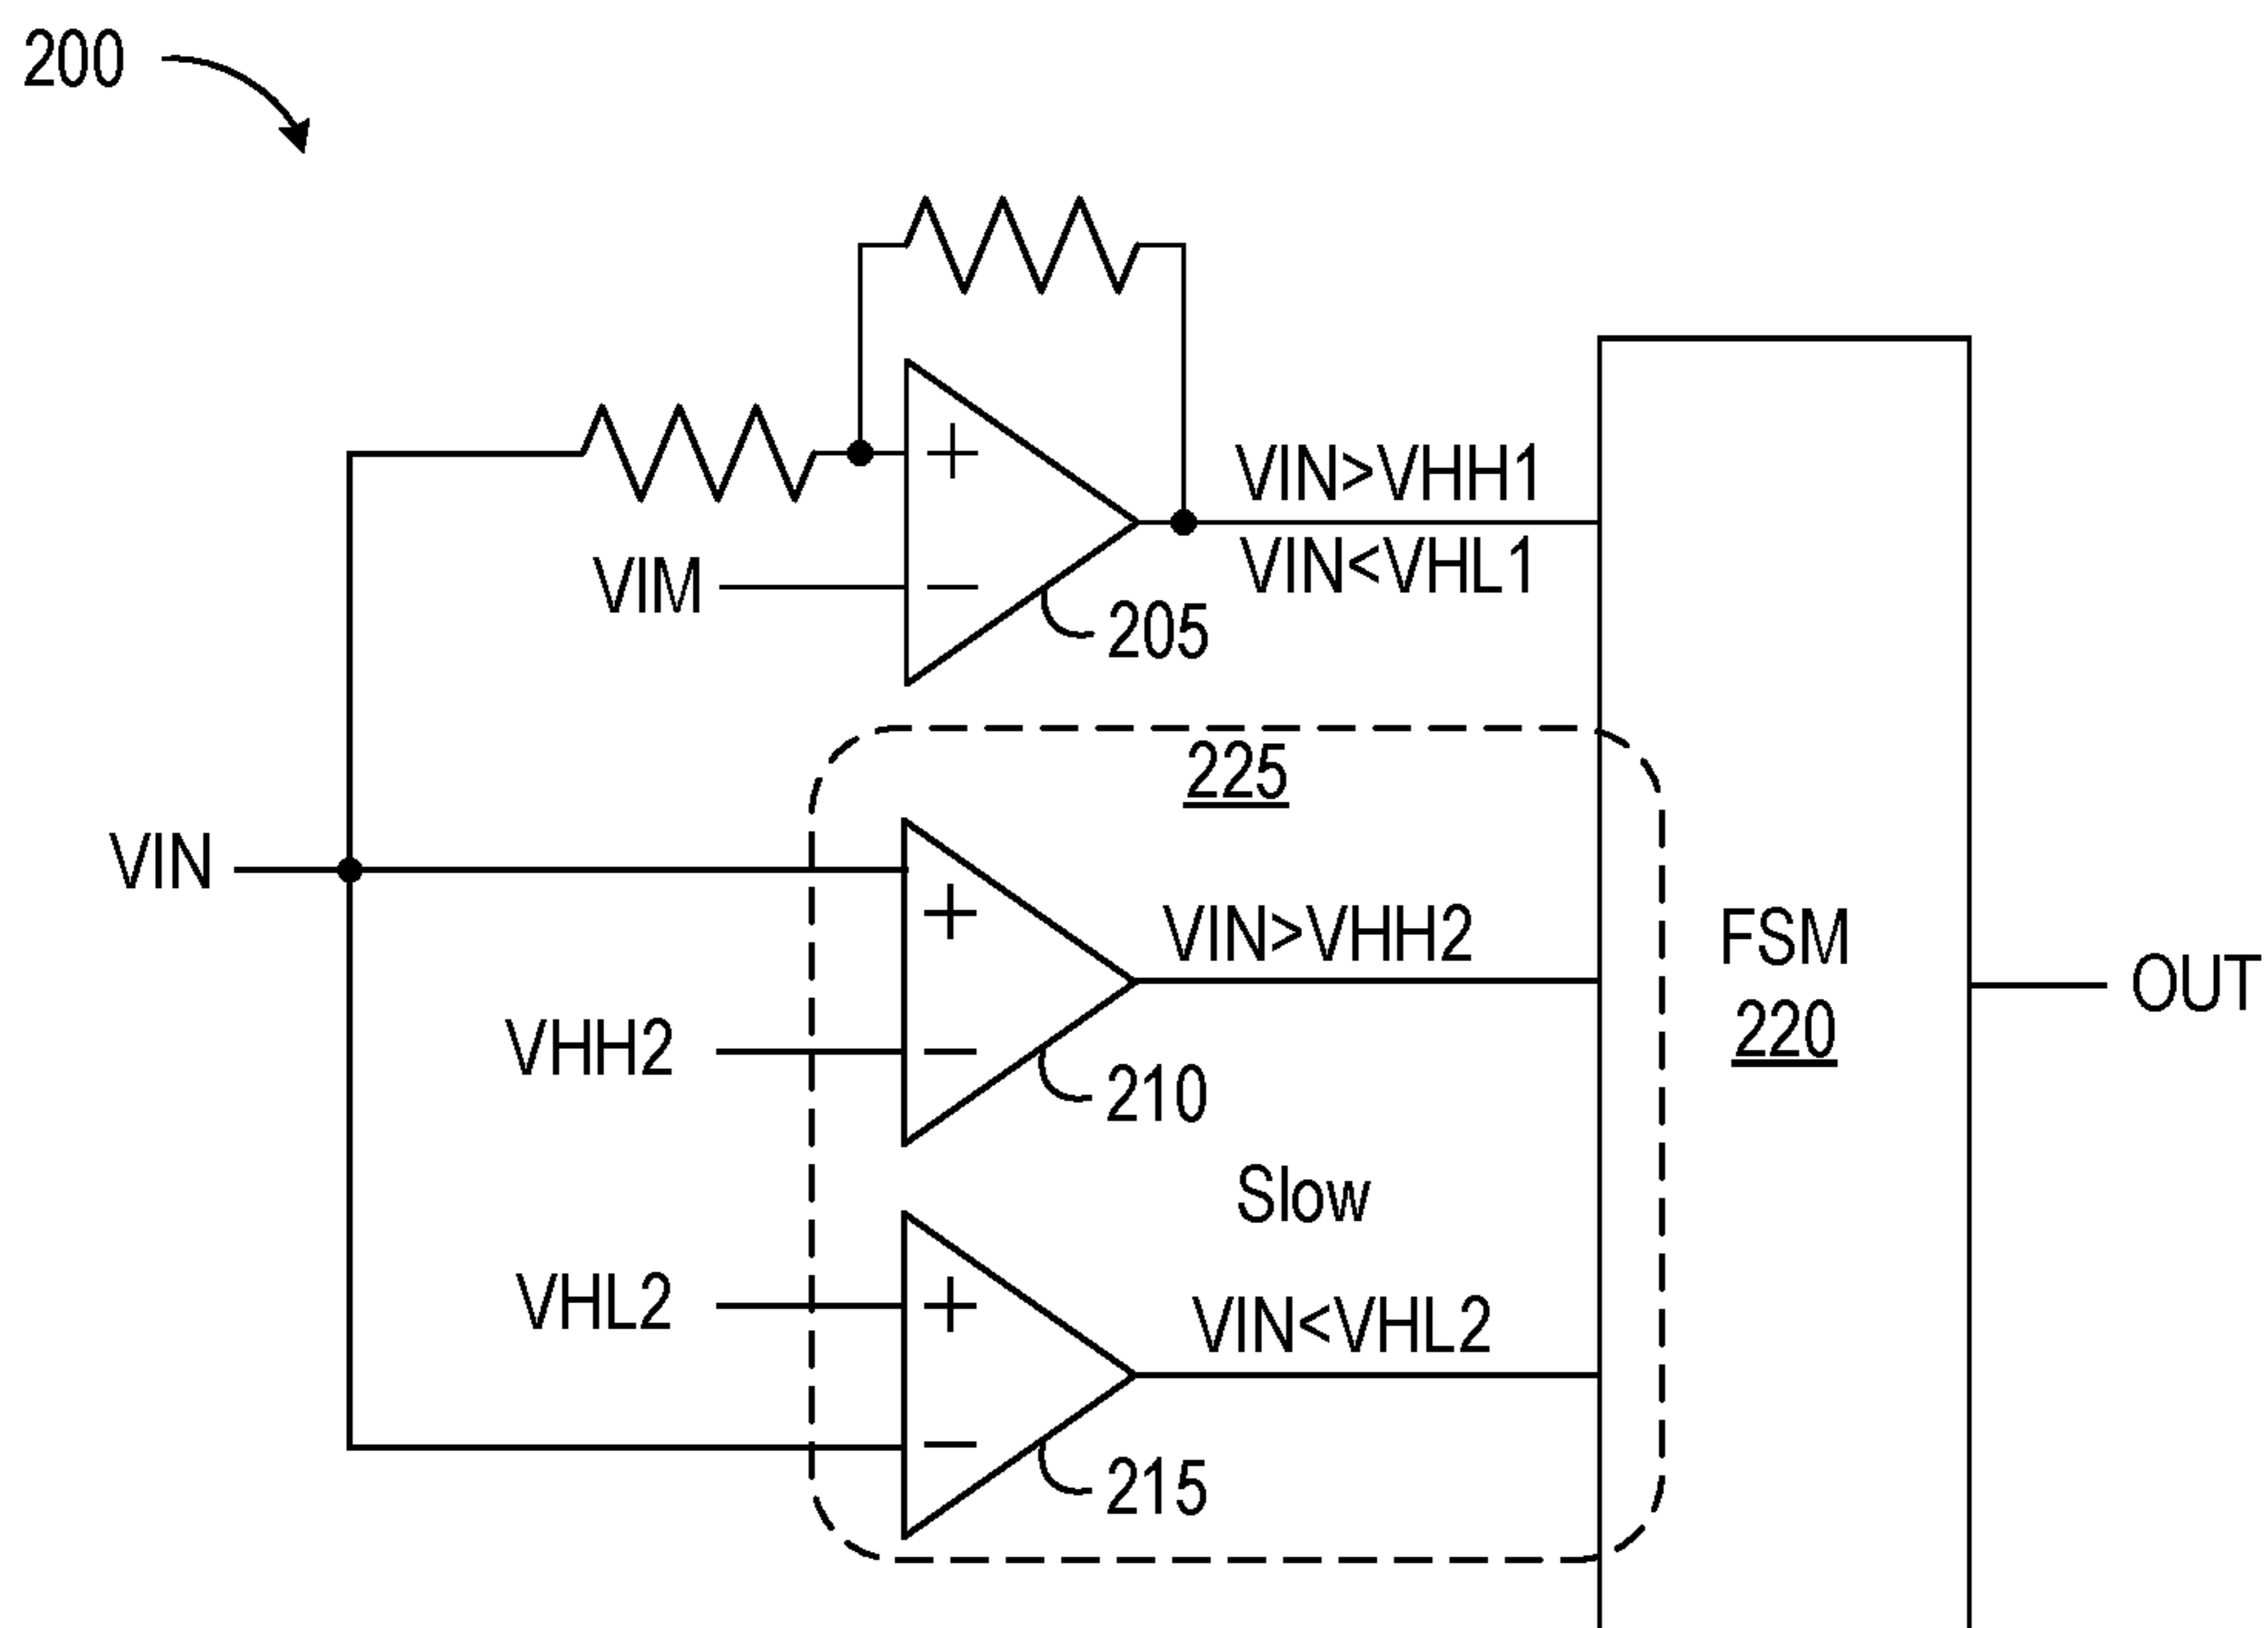 200
VIN>VHH1
VIM
VIN<VHL1
205
225
VIN
VIN>VHH2
FSM
220
OUT
VHH2
210
Slow
VHL2
VIN<VHL2
215
+
−
+
−
+
−